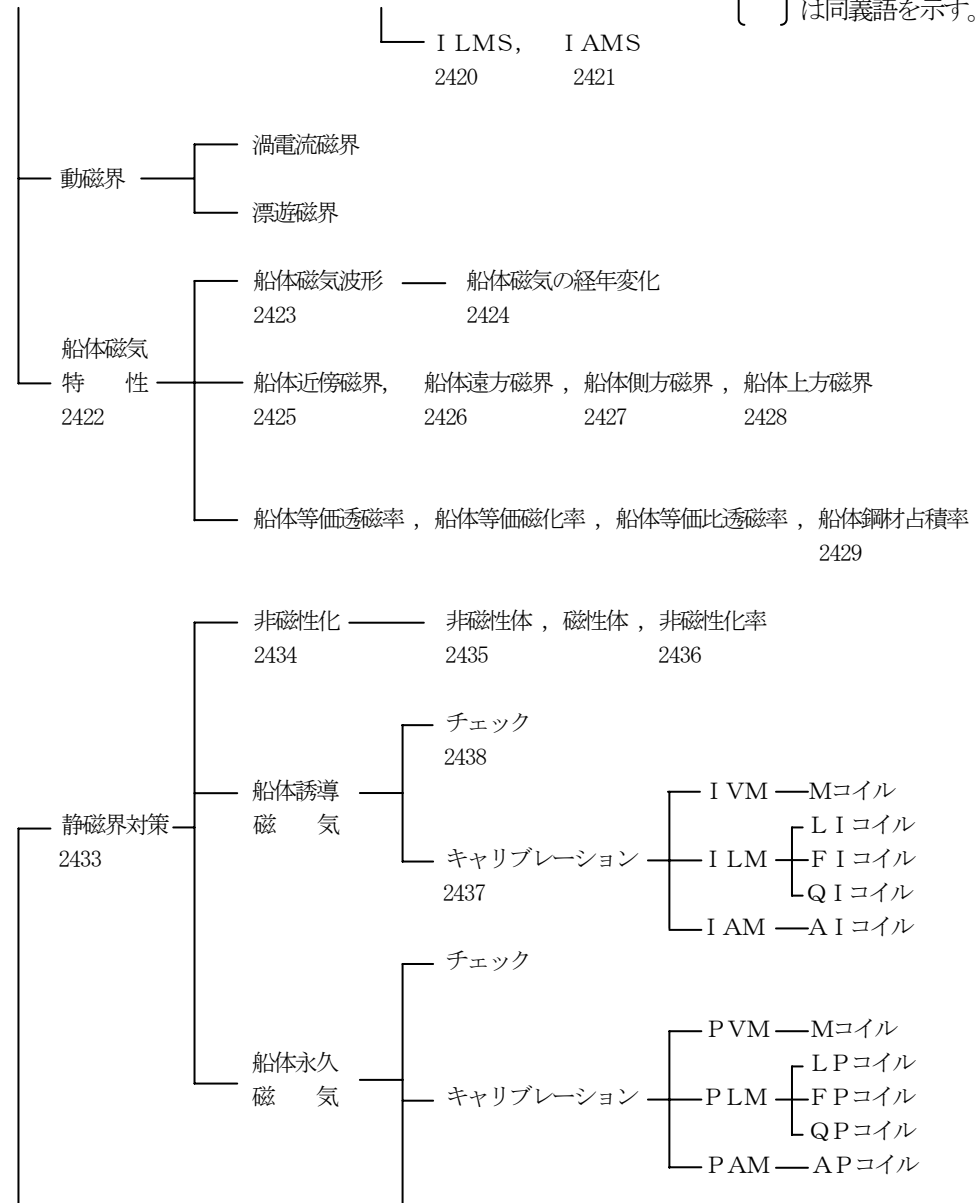 〔 〕は同義語を示す。
ILMS, IAMS
2420 2421
渦電流磁界
動磁界
漂遊磁界
船体磁気波形 船体磁気の経年変化
2423 2424
船体磁気
特 性
2422
船体近傍磁界, 船体遠方磁界, 船体側方磁界, 船体上方磁界
2425 2426 2427 2428
船体等価透磁率, 船体等価磁化率, 船体等価比透磁率, 船体鋼材占積率
2429
非磁性化 非磁性体, 磁性体, 非磁性化率
2434 2435 2436
チェック
2438
船体誘導
磁 気
静磁界対策
2433
キャリブレーション
2437
IVM Mコイル
LIコイル
ILM FIコイル
QIコイル
IAM AIコイル
チェック
船体永久
磁 気
キャリブレーション
PVM Mコイル
LPコイル
PLM FPコイル
QPコイル
PAM APコイル